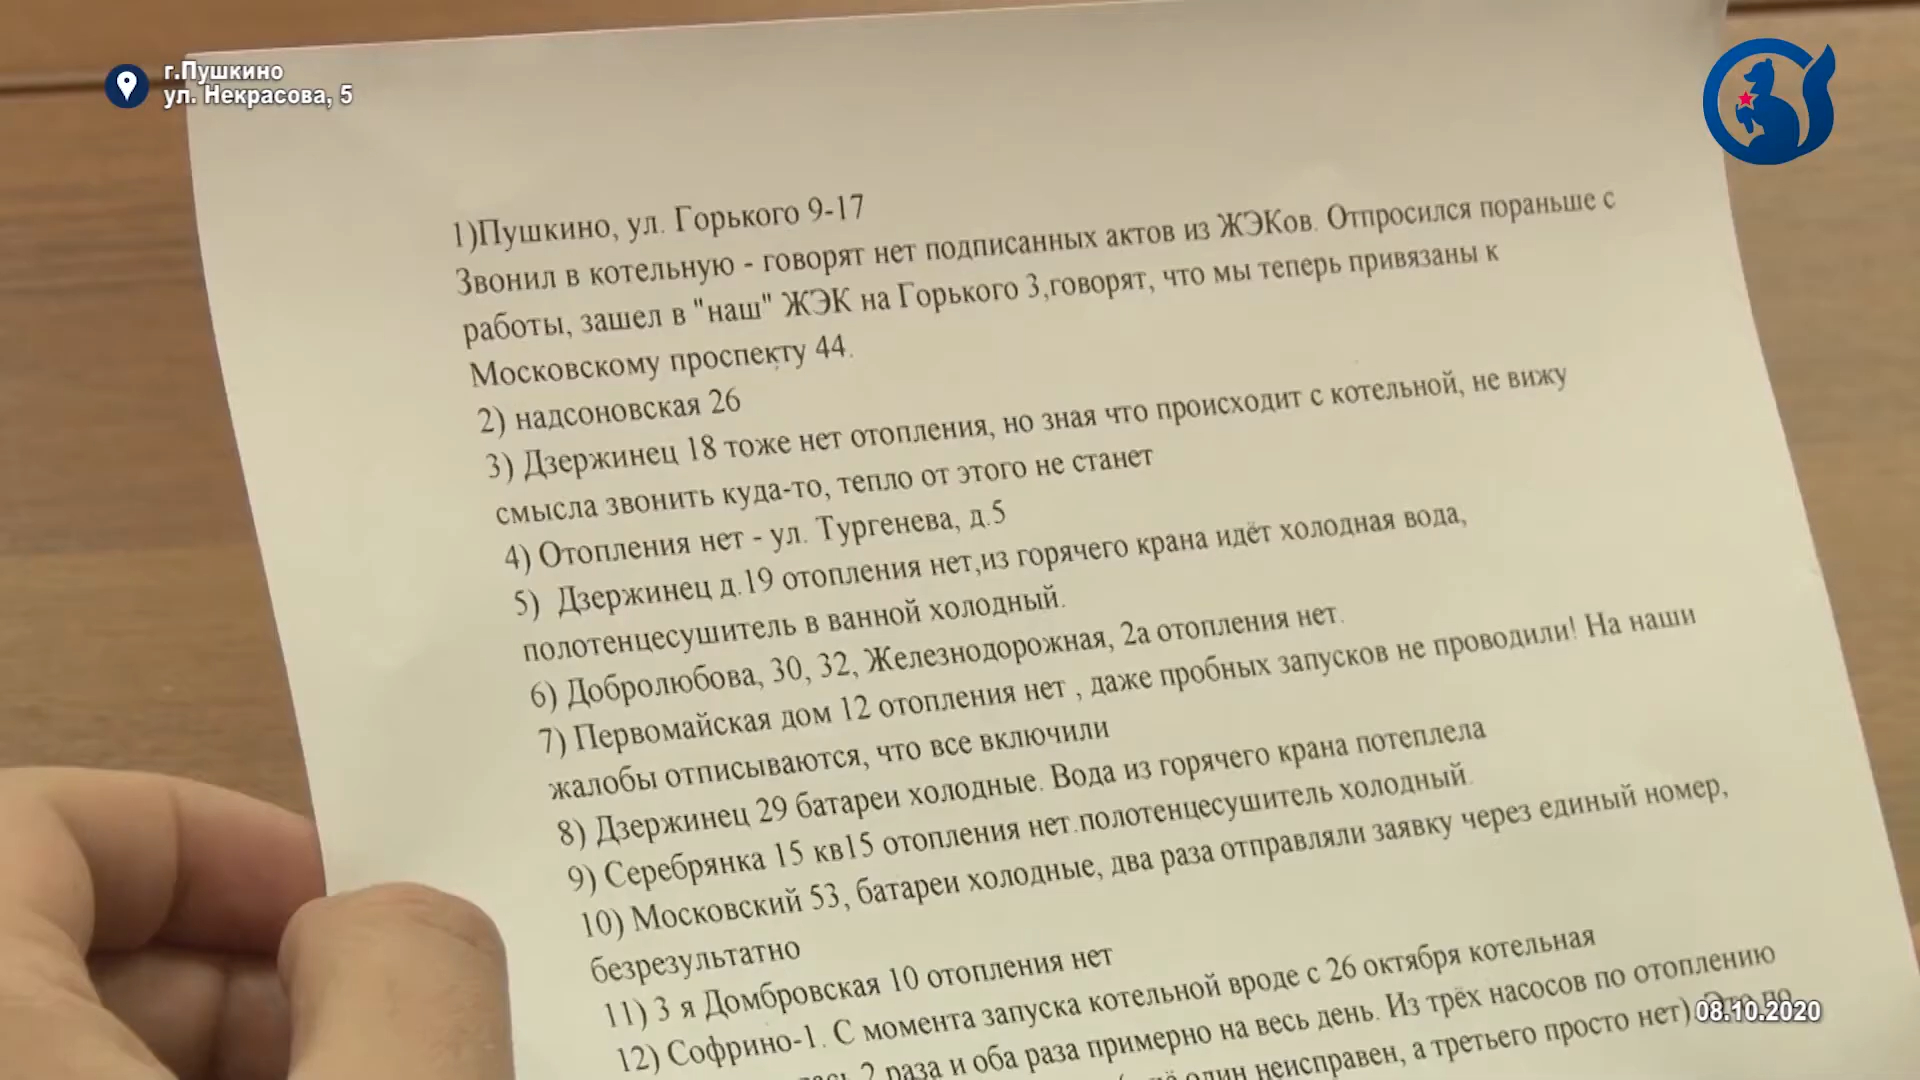 г.Пушкино
ул. Некрасова, 5
1)Пушкино, ул. Горького 9-17
Звонил в котельную - говорят нет подписанных актов из ЖЭКов. Отпросился пораньше с
работы, зашел в "наш" ЖЭК на Горького 3,говорят, что мы теперь привязаны к
Московскому проспекту 44.
2) надсоновская 26
3) Дзержинец 18 тоже нет отопления, но зная что происходит с котельной, не вижу
смысла звонить куда-то, тепло от этого не станет
4) Отопления нет - ул. Тургенева, д.5
5) Дзержинец д.19 отопления нет,из горячего крана идёт холодная вода,
полотенцесушитель в ванной холодный.
6) Добролюбова, 30, 32, Железнодорожная, 2а отопления нет.
7) Первомайская дом 12 отопления нет , даже пробных запусков не проводили! На наши
жалобы отписываются, что все включили
8) Дзержинец 29 батареи холодные. Вода из горячего крана потеплела
9) Серебрянка 15 кв15 отопления нет.полотенцесушитель холодный.
10) Московский 53, батареи холодные, два раза отправляли заявку через единый номер,
безрезультатно
11) 3 я Домбровская 10 отопления нет
12) Софрино-1. С момента запуска котельной вроде с 26 октября котельная
2 раза и оба раза примерно на весь день. Из трёх насосов по отоплению
один неисправен, а третьего просто нет)
08.10.2020